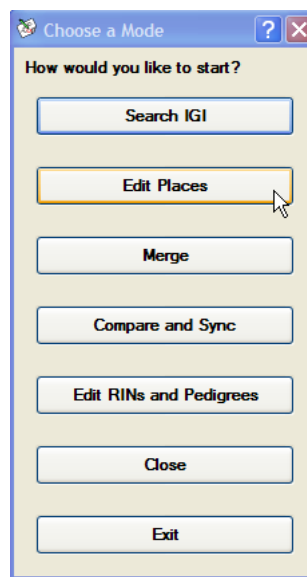 Choose a Mode
How would you like to start?
Search IGI
Edit Places
Merge
Compare and Sync
Edit RINs and Pedigrees
Close
Exit